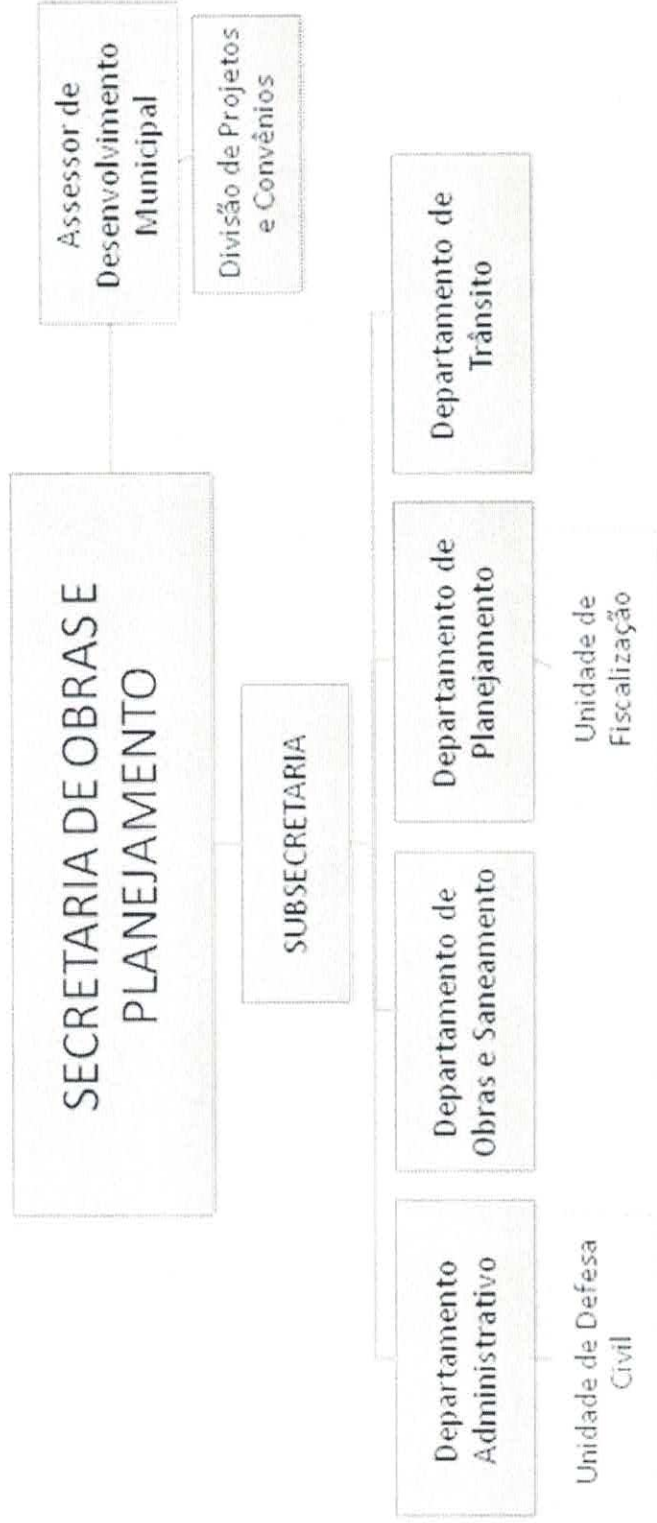 SECRETARIA DE OBRAS E
PLANEJAMENTO
Assessor de
Desenvolvimento
Municipal
Divisão de Projetos
e Convênios
SUBSECRETARIA
Departamento
Administrativo
Departamento de
Obras e Saneamento
Departamento de
Planejamento
Departamento de
Trânsito
Unidade de Defesa
Civil
Unidade de
Fiscalização